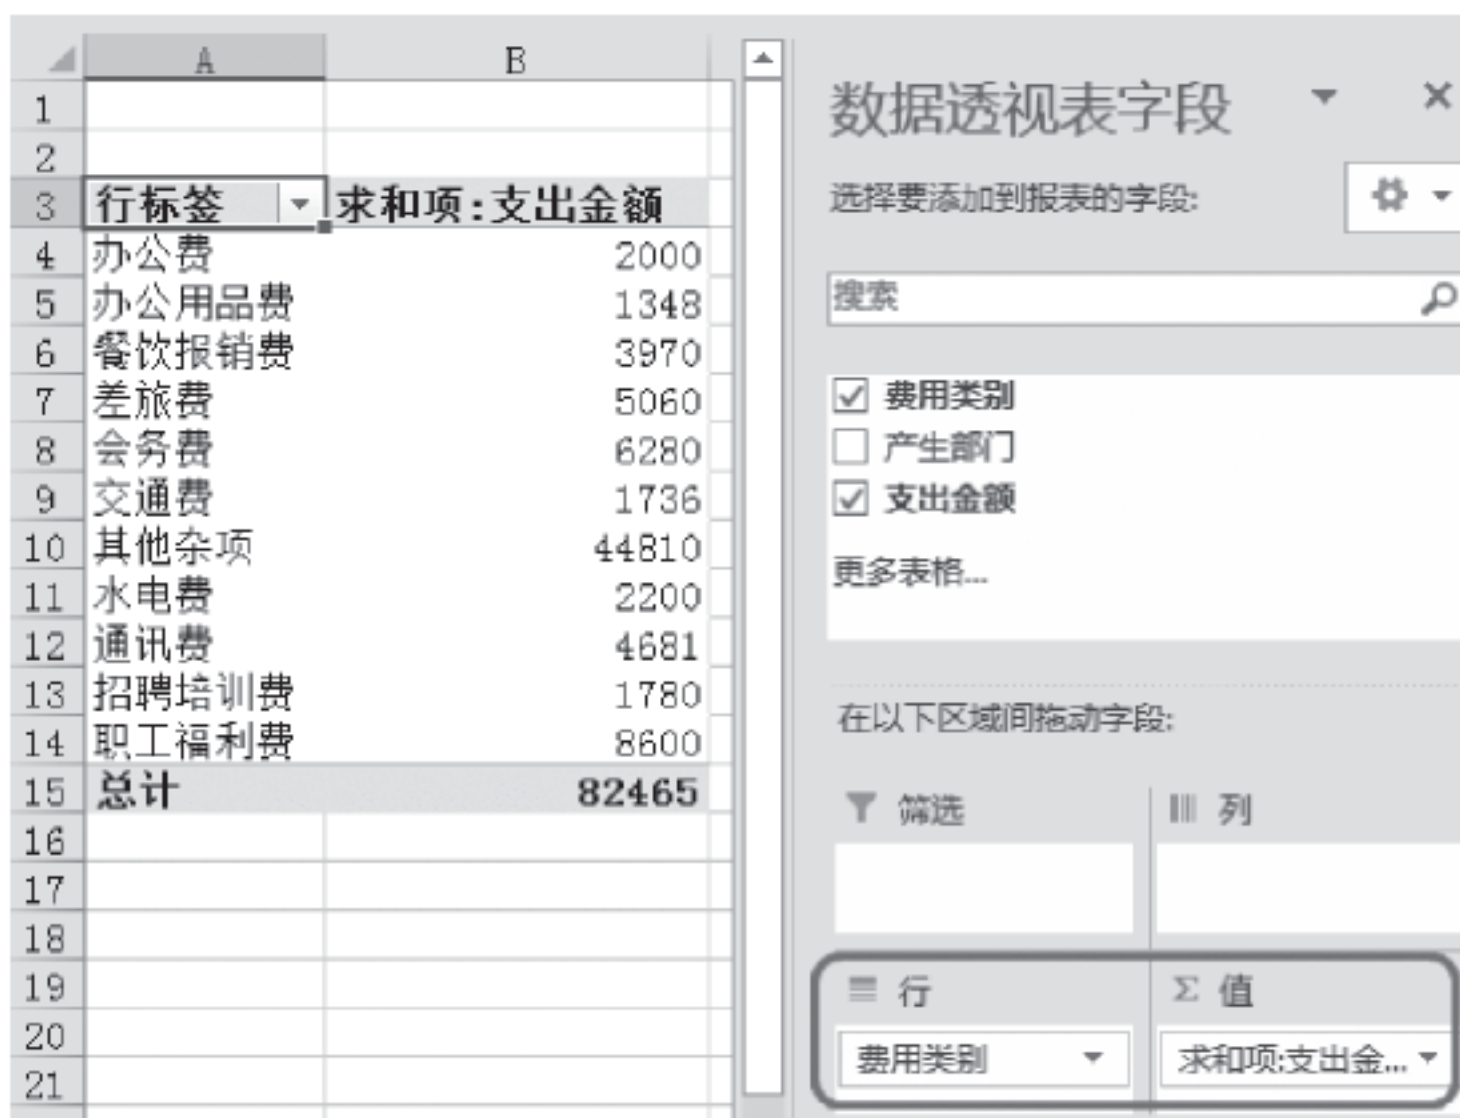 A B
1
2
3 行标签 求和项:支出金额
4 办公费 2000
5 办公用品费 1348
6 餐饮报销费 3970
7 差旅费 5060
8 会务费 6280
9 交通费 1736
10 其他杂项 44810
11 水电费 2200
12 通讯费 4681
13 招聘培训费 1780
14 职工福利费 8600
15 总计 82465
16
17
18
19
20
21
数据透视表字段
选择要添加到报表的字段:
搜索
费用类别
产生部门
支出金额
更多表格...
在以下区域间拖动字段:
筛选 列
行 Σ 值
费用类别 求和项:支出金...